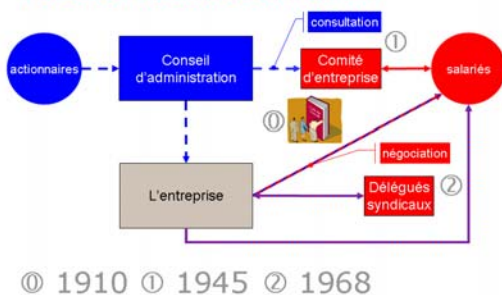 consultation
actionnaires
Conseil
d'administration
Comité
d'entreprise
①
salariés
⓪
négociation
L'entreprise
Délégués
syndicaux
②
⓪ 1910 ① 1945 ② 1968